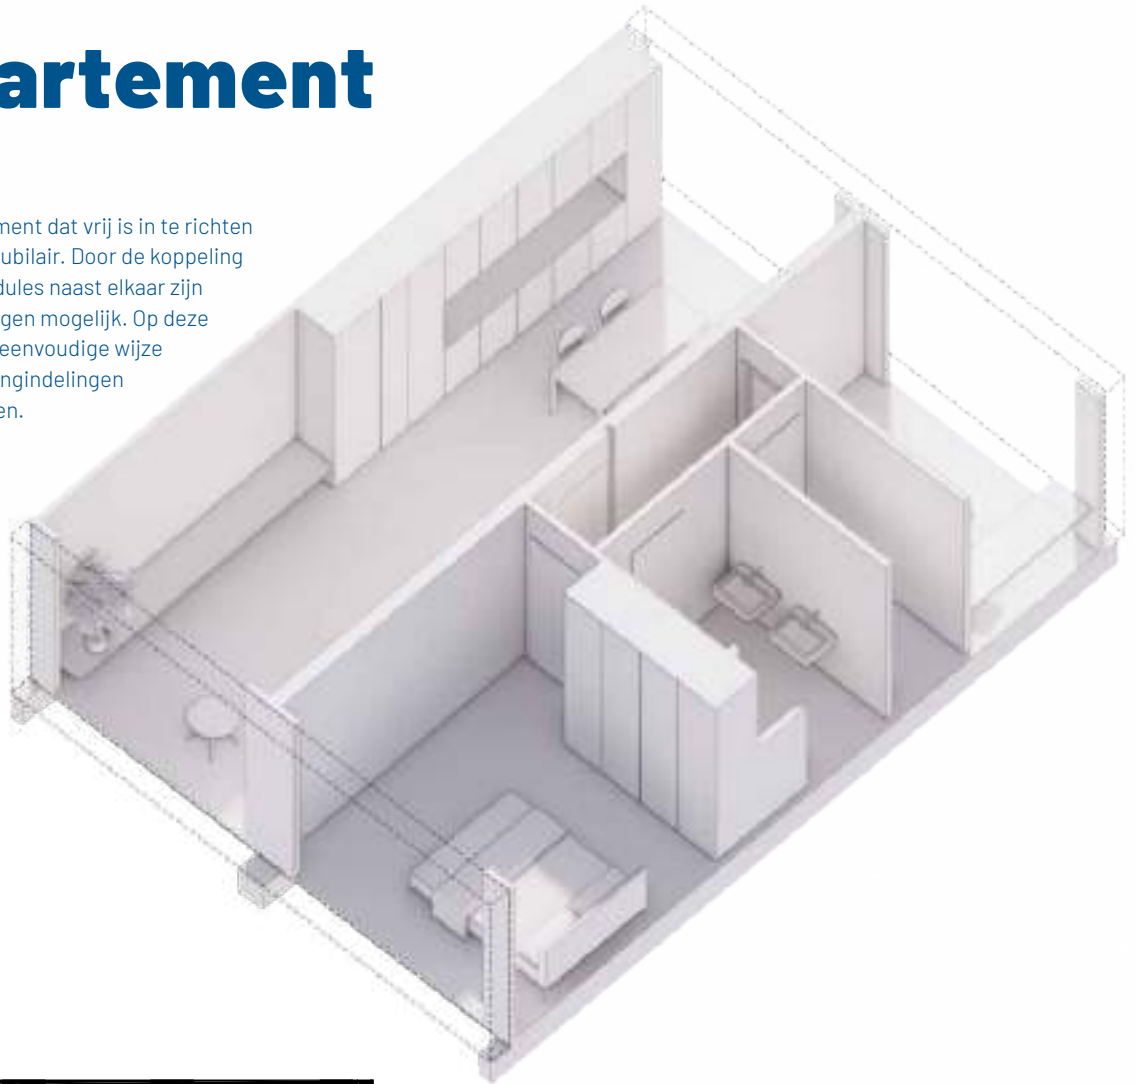 artement
ment dat vrij is in te richten
ubilair. Door de koppeling
dules naast elkaar zijn
gen mogelijk. Op deze
eenvoudige wijze
ngindelingen
en.